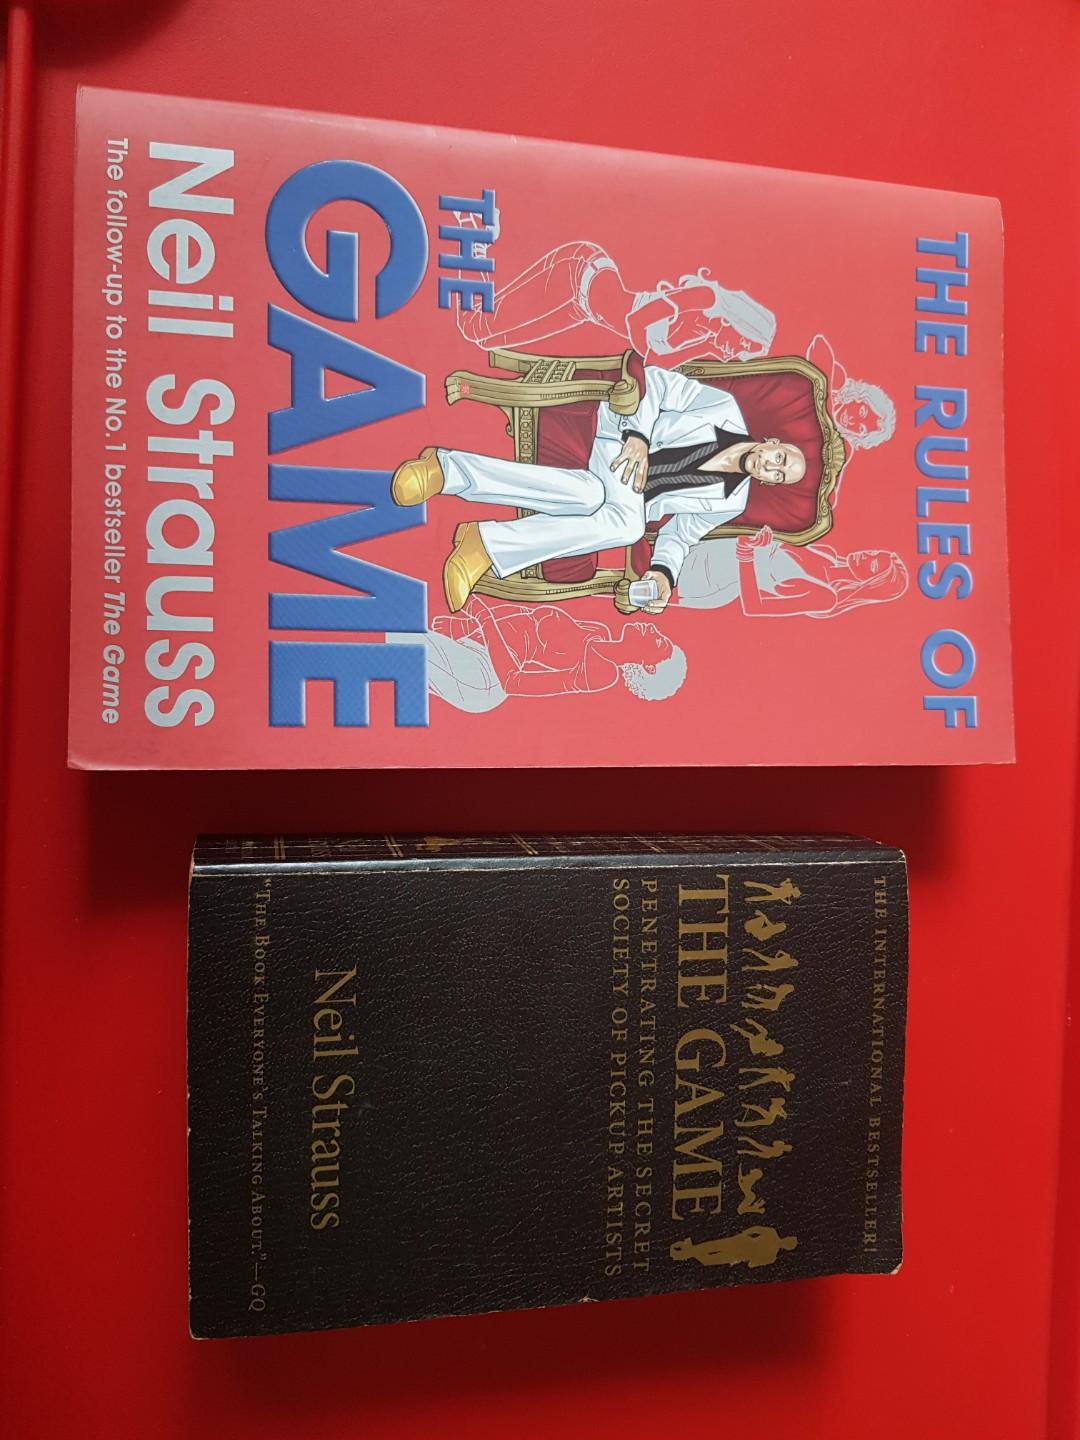 THE RULES OF
THE
GAME
Neil Strauss
The follow-up to the No.1 bestseller The Game
THE INTERNATIONAL BESTSELLER!
THE GAME
PENETRATING THE SECRET
SOCIETY OF PICKUP ARTISTS
Neil Strauss
“THE BOOK EVERYONE’S TALKING ABOUT.”—GQ